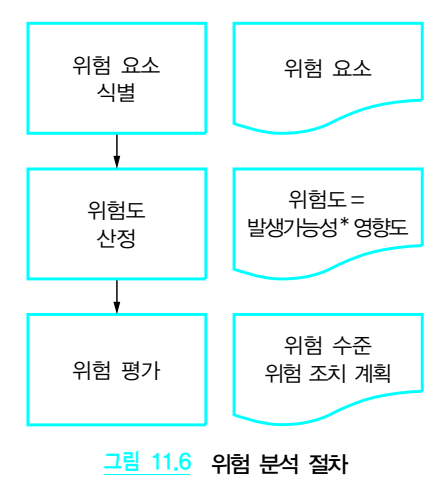 위험 요소
식별
위험 요소
위험도
산정
위험도 =
발생가능성* 영향도
위험 평가
위험 수준
위험 조치 계획
그림 11.6 위험 분석 절차